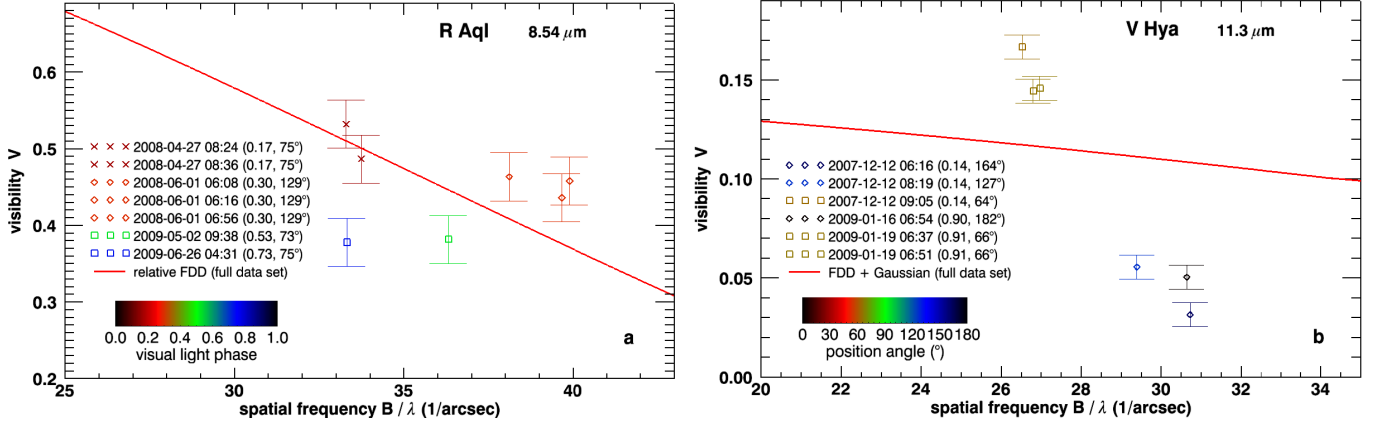 R Aql 8.54 μm
visibility V
0.6
0.5
0.4
0.3
0.2
× × × 2008-04-27 08:24 (0.17, 75°)
× × × 2008-04-27 08:36 (0.17, 75°)
2008-06-01 06:08 (0.30, 129°)
2008-06-01 06:16 (0.30, 129°)
2008-06-01 06:56 (0.30, 129°)
2009-05-02 09:38 (0.53, 73°)
2009-06-26 04:31 (0.73, 75°)
relative FDD (full data set)
0.0 0.2 0.4 0.6 0.8 1.0
visual light phase
a
25 30 35 40
spatial frequency B / λ (1/arcsec)
V Hya 11.3 μm
visibility V
0.15
0.10
0.05
0.00
2007-12-12 06:16 (0.14, 164°)
2007-12-12 08:19 (0.14, 127°)
2007-12-12 09:05 (0.14, 64°)
2009-01-16 06:54 (0.90, 182°)
2009-01-19 06:37 (0.91, 66°)
2009-01-19 06:51 (0.91, 66°)
FDD + Gaussian (full data set)
0 30 60 90 120 150 180
position angle (°)
b
20 22 24 26 28 30 32 34
spatial frequency B / λ (1/arcsec)